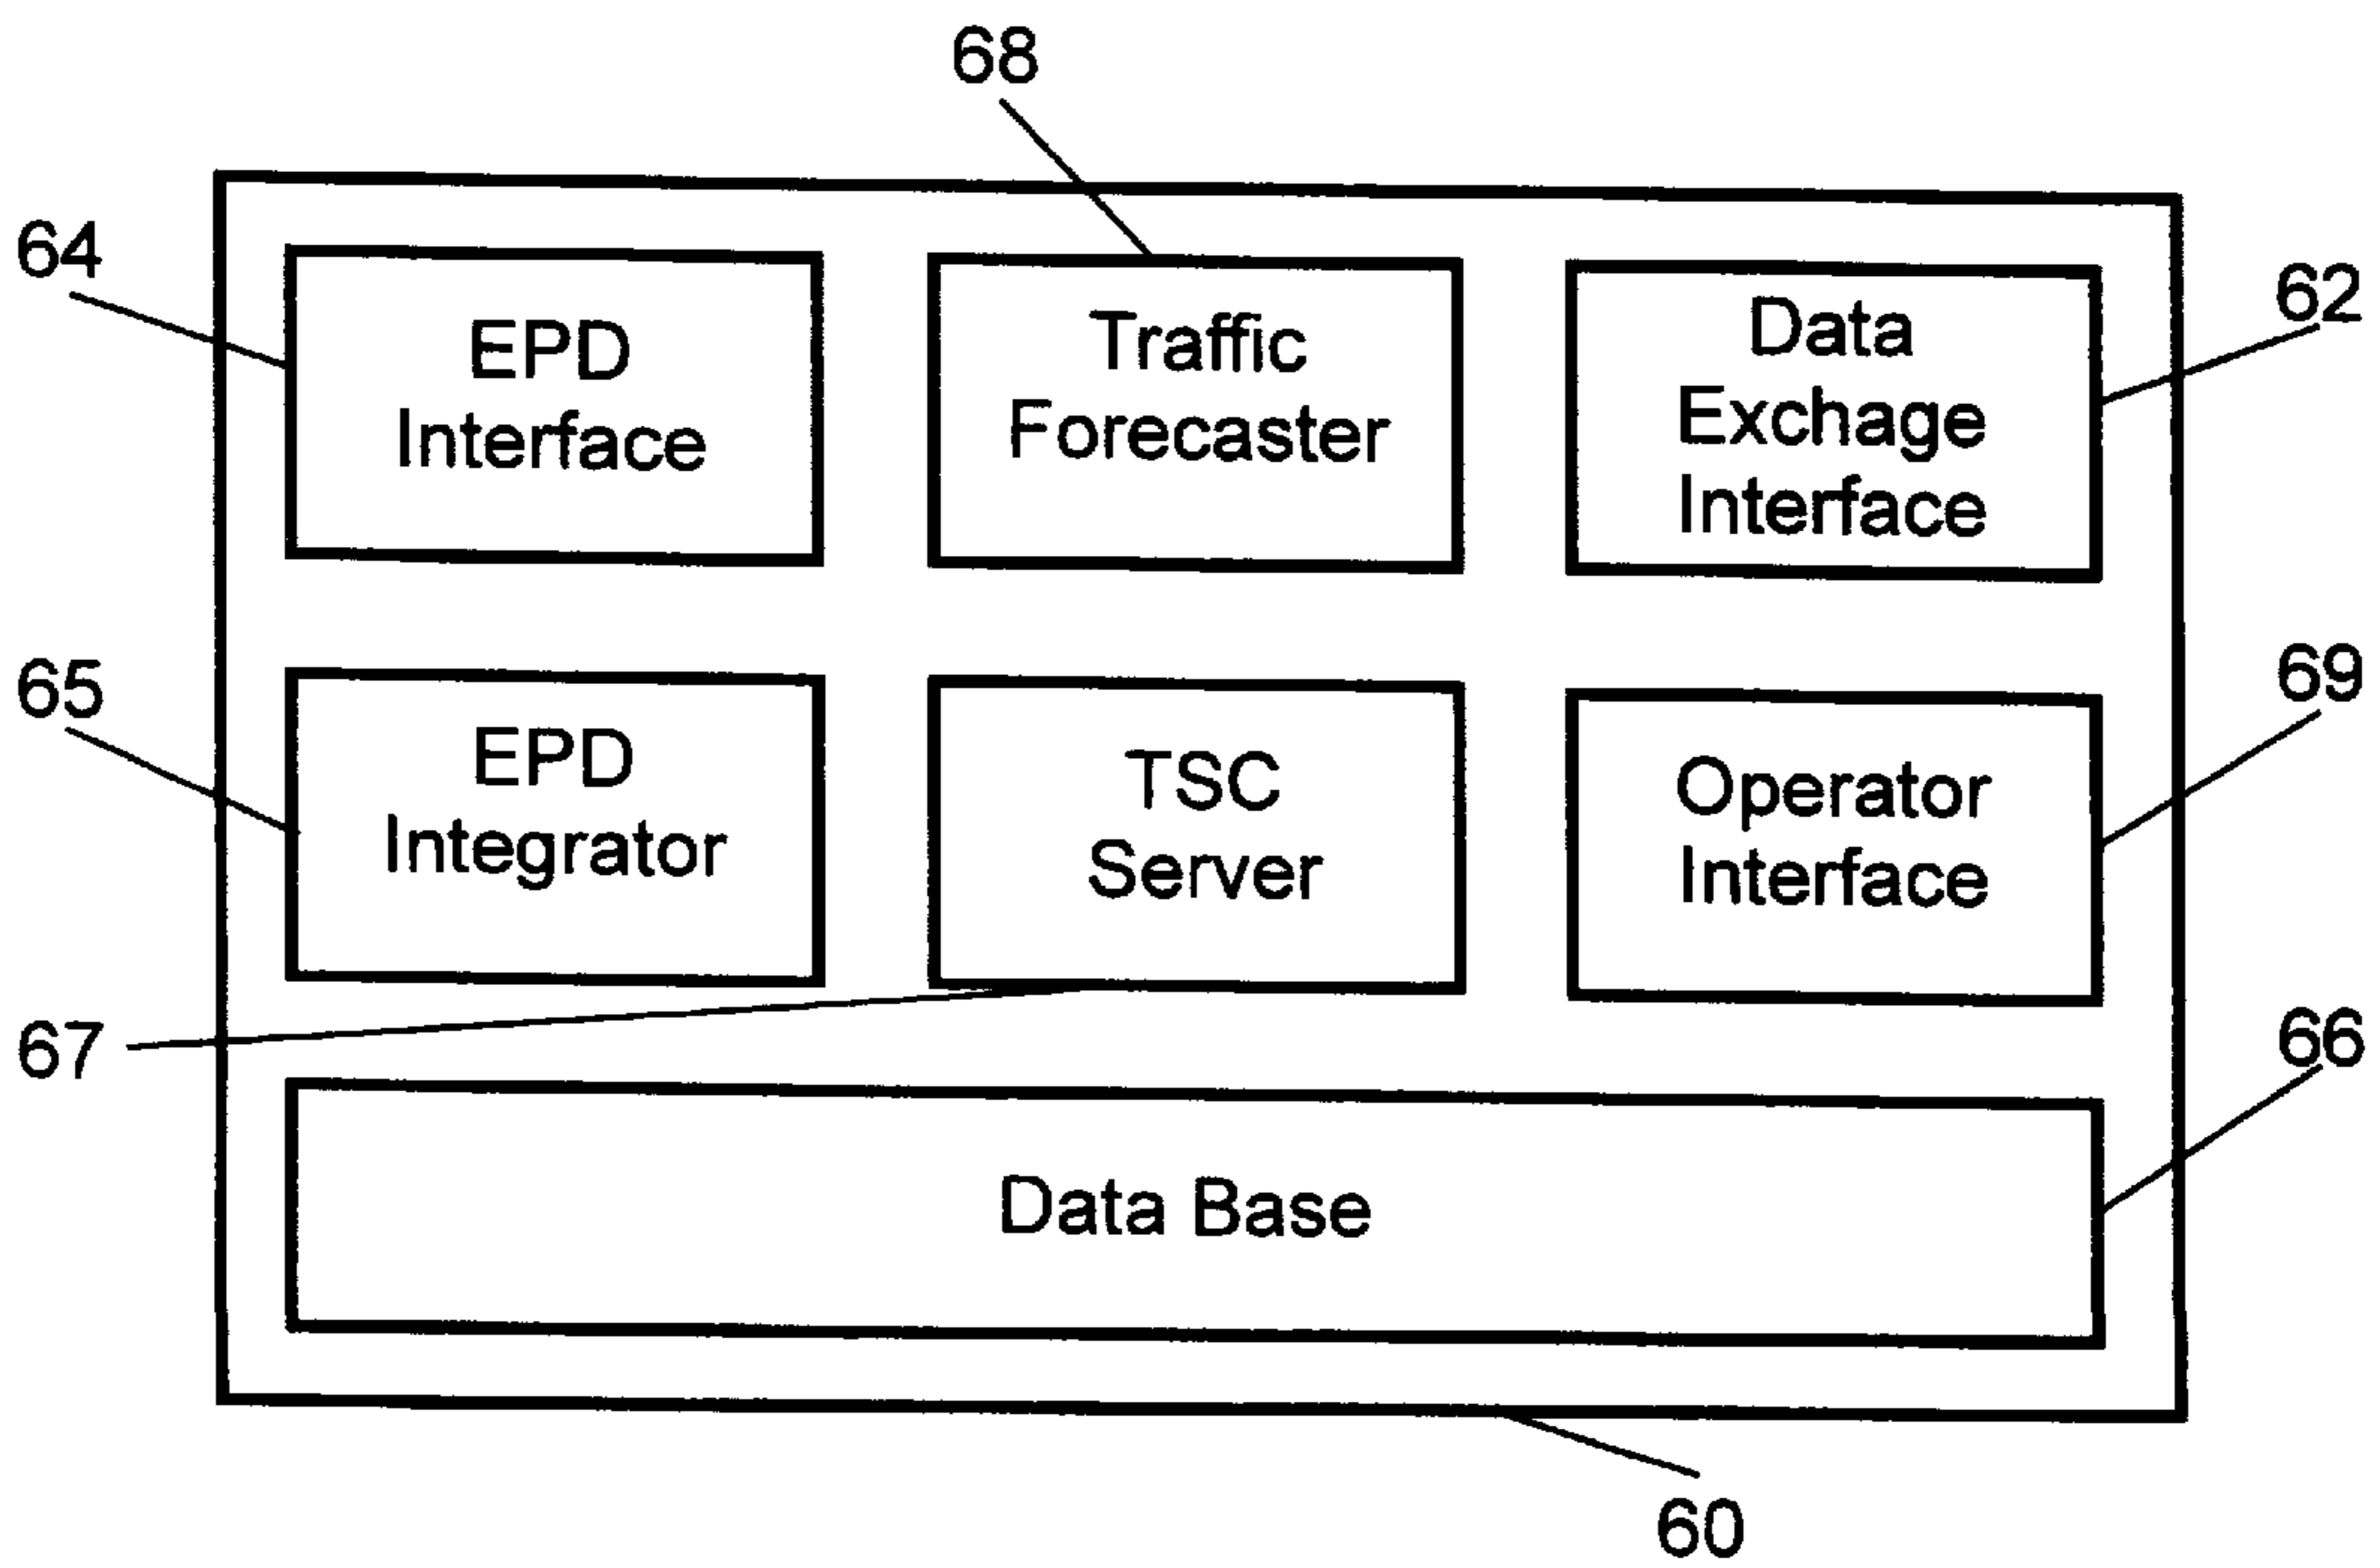 68
64
EPD
Interface
Traffic
Forecaster
Data
Exchage
Interface
62
65
EPD
Integrator
TSC
Server
Operator
Interface
69
67
66
Data Base
60